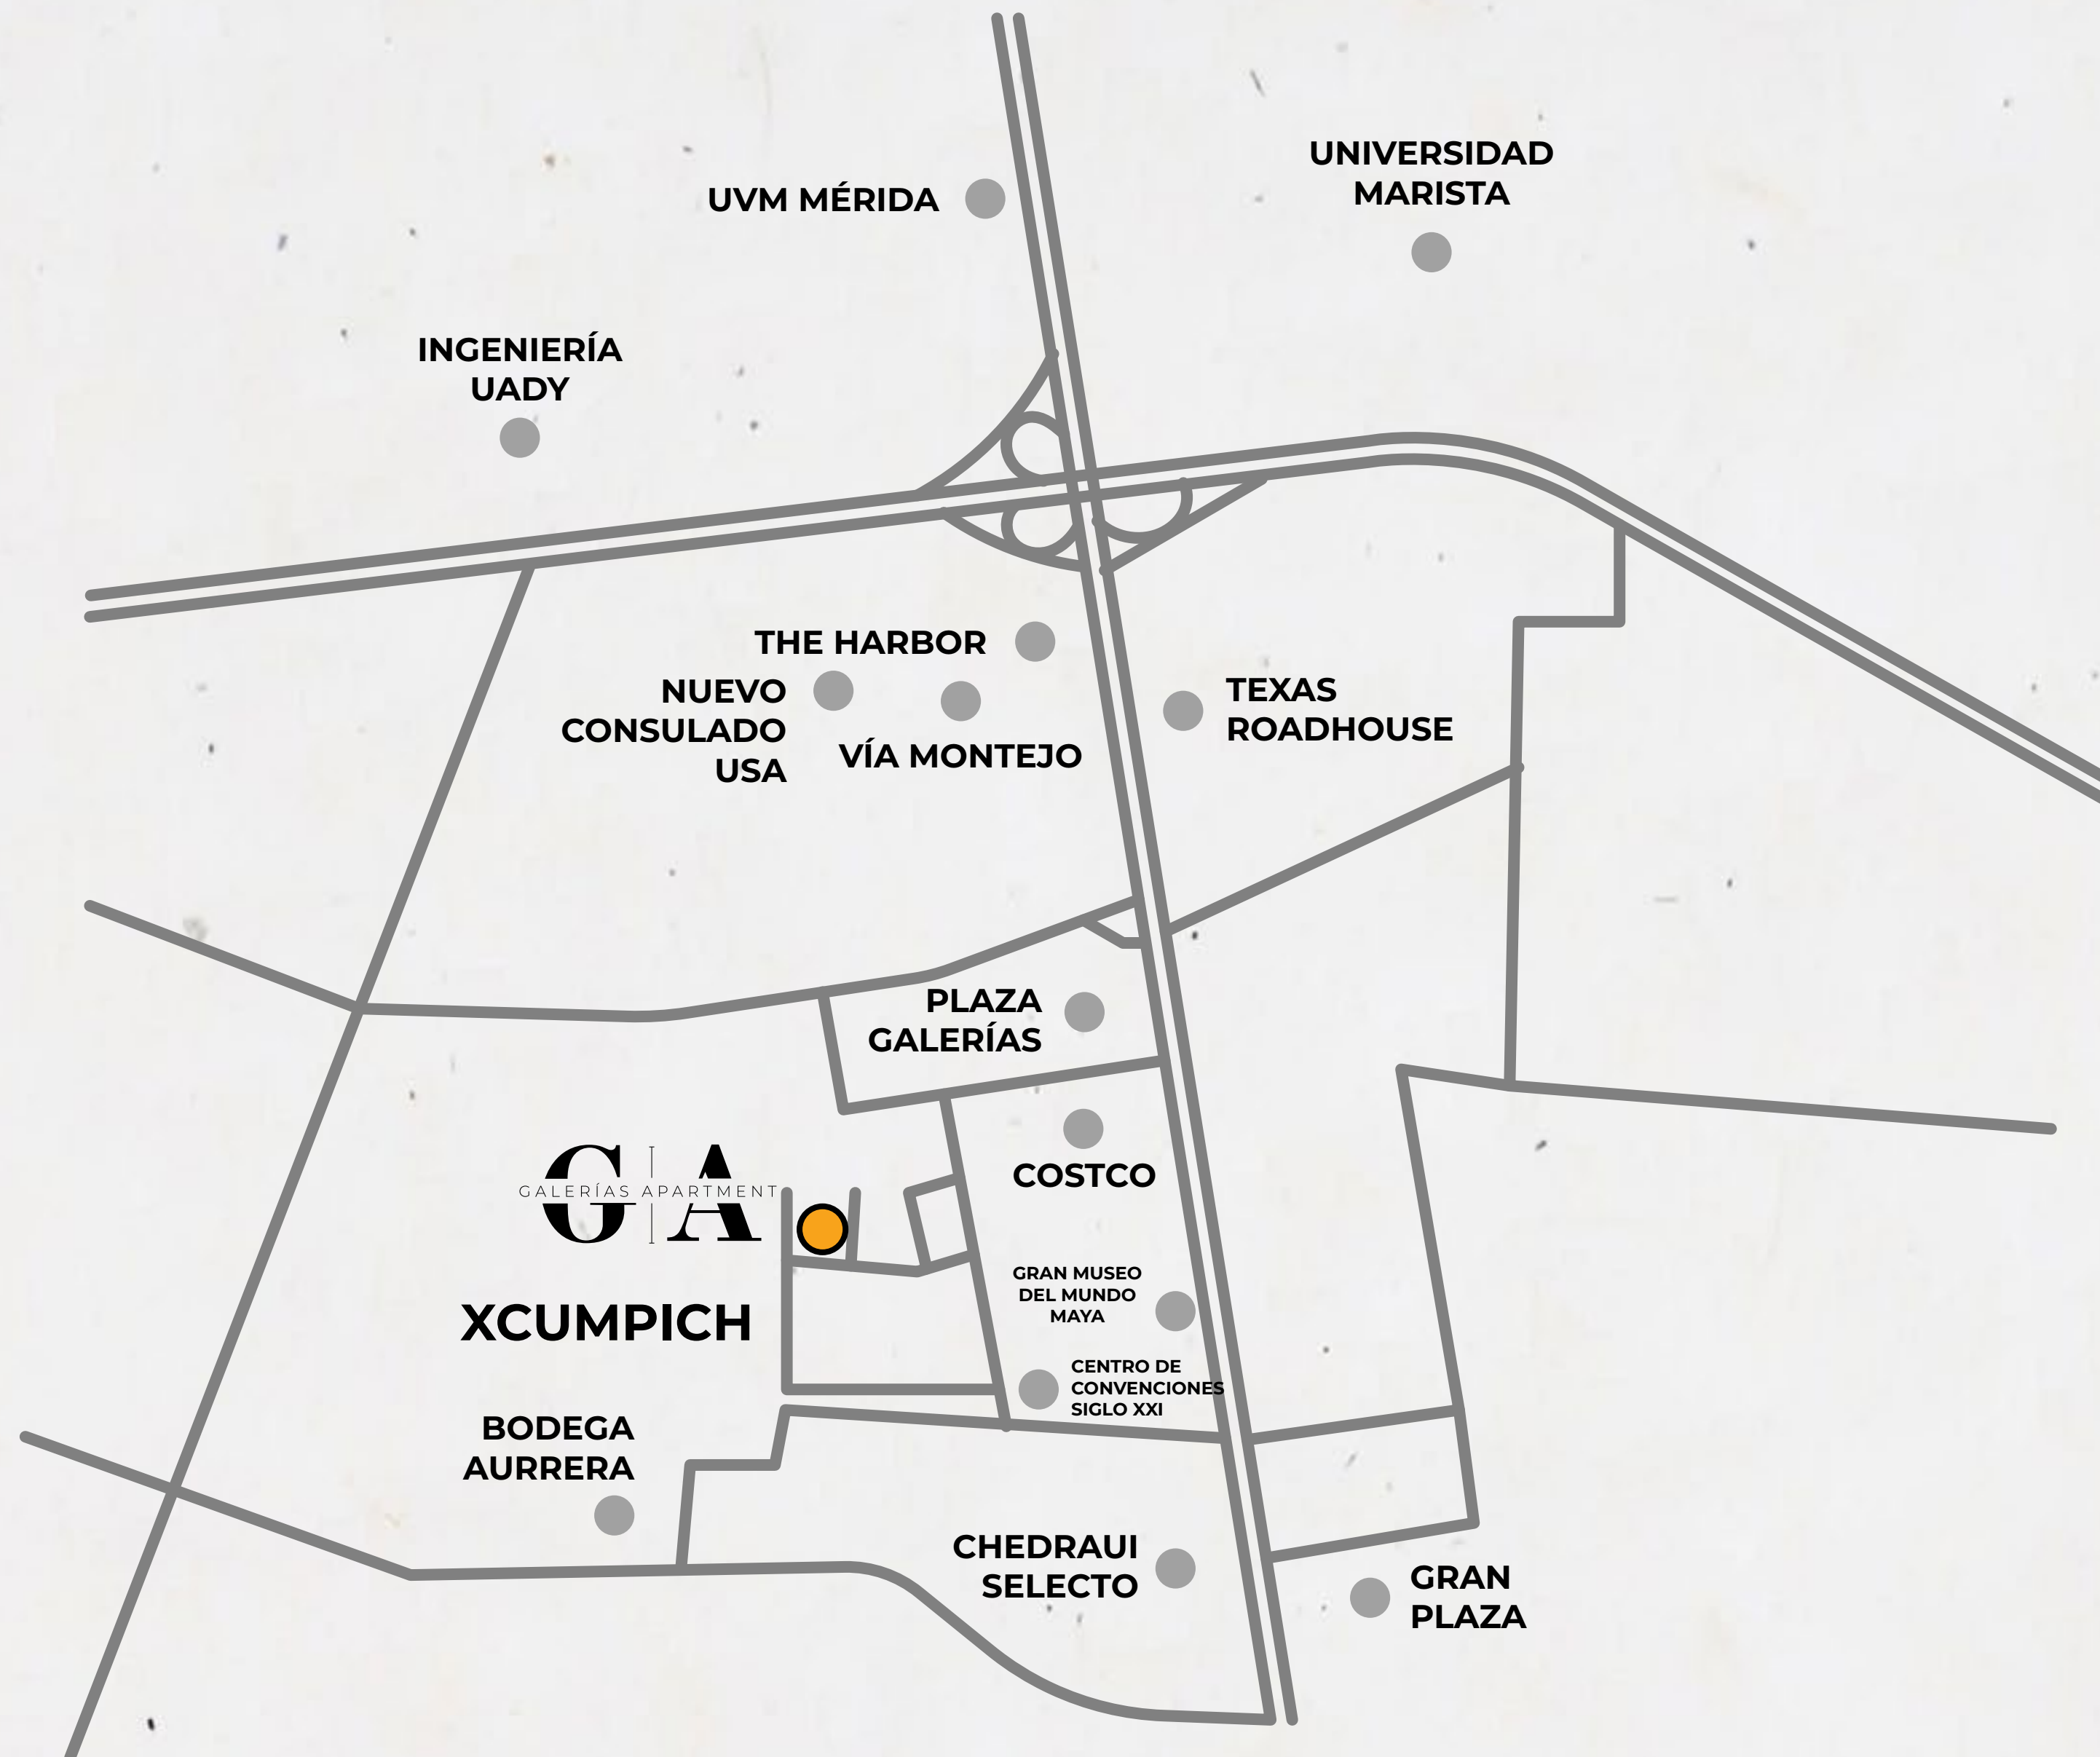 UNIVERSIDAD
MARISTA
UVM MÉRIDA
INGENIERÍA
UADY
THE HARBOR
NUEVO
CONSULADO
USA
VÍA MONTEJO
TEXAS
ROADHOUSE
PLAZA
GALERÍAS
COSTCO
G A
GALERÍAS APARTMENT
GRAN MUSEO
DEL MUNDO
MAYA
XCUMPICH
CENTRO DE
CONVENCIONES
SIGLO XXI
BODEGA
AURRERA
CHEDRAUI
SELECTO
GRAN
PLAZA